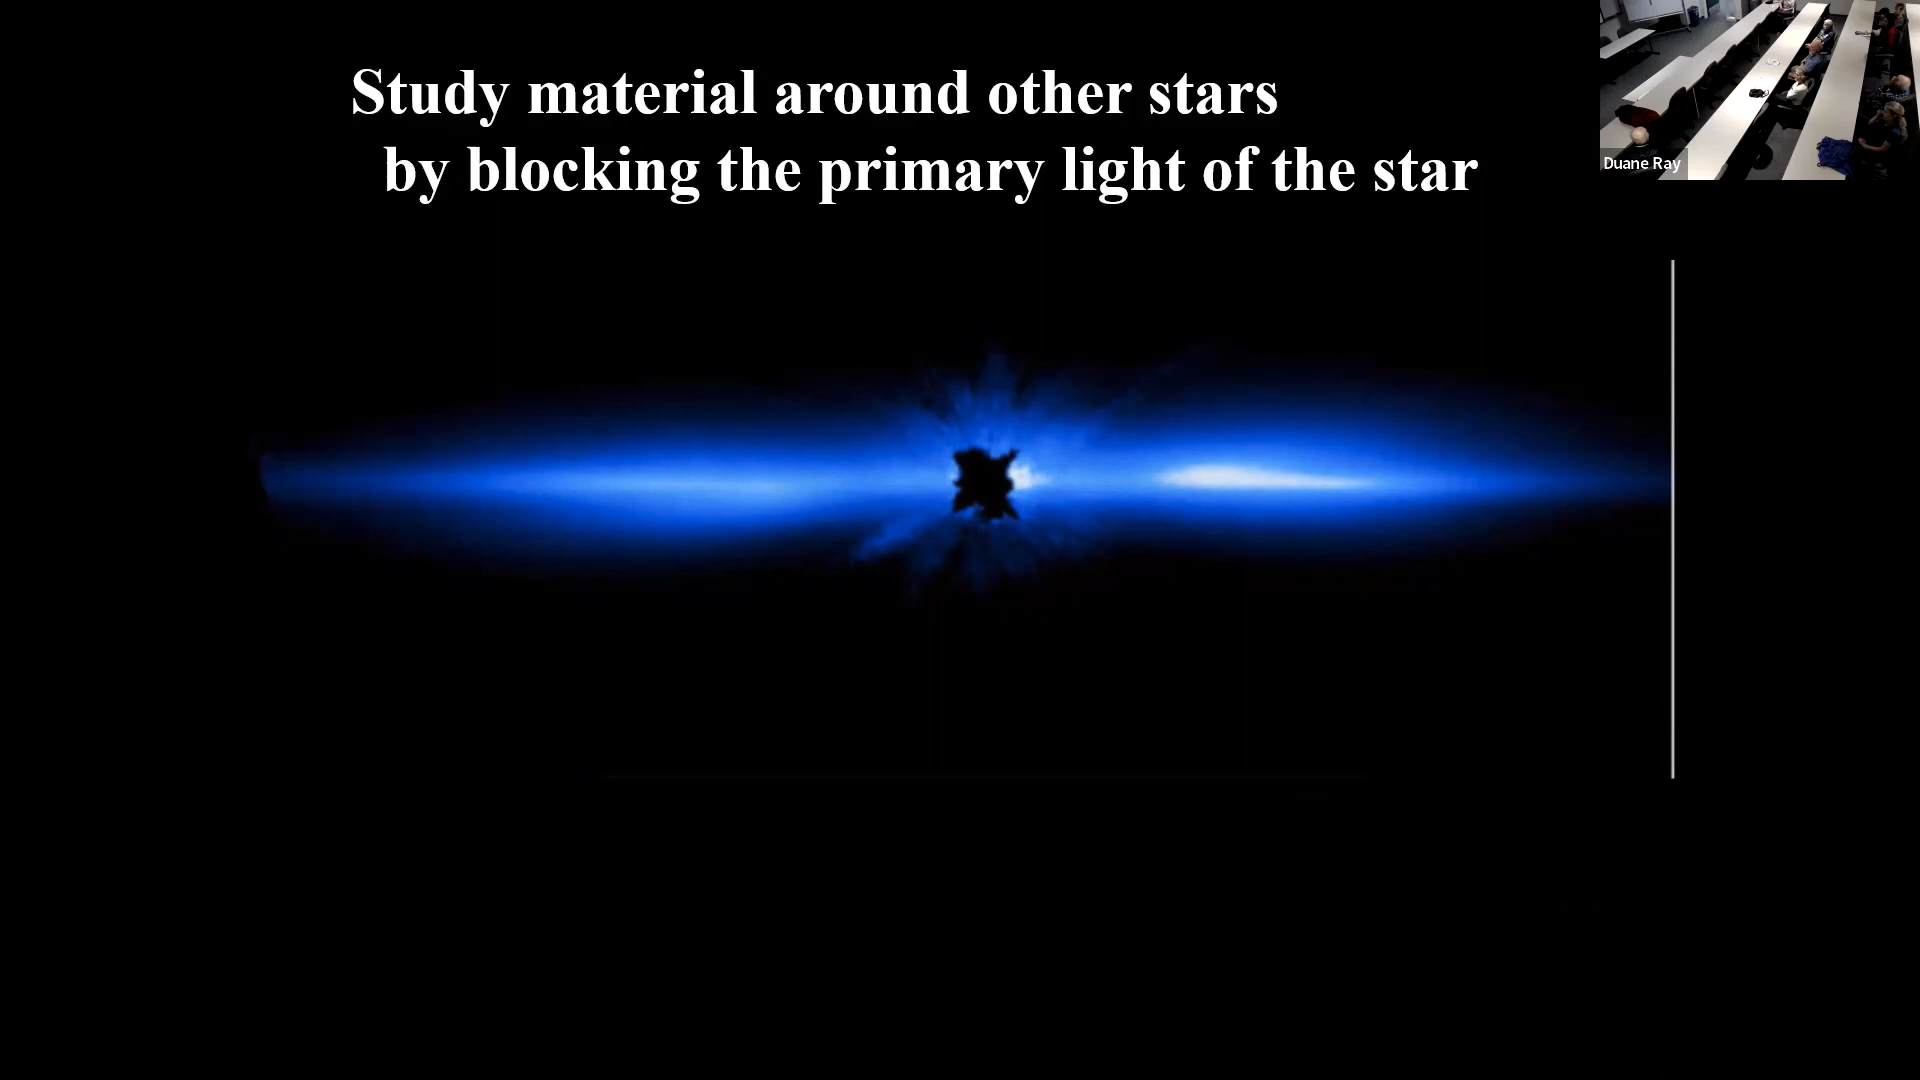 Study material around other stars
by blocking the primary light of the star
Duane Ray